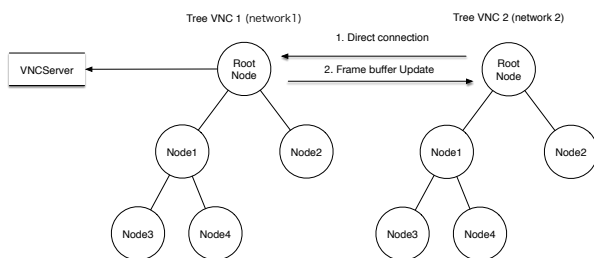 Tree VNC 1 (network1)
Tree VNC 2 (network 2)
1. Direct connection
VNCServer
Root
Node
2. Frame buffer Update
Root
Node
Node1
Node2
Node1
Node2
Node3
Node4
Node3
Node4